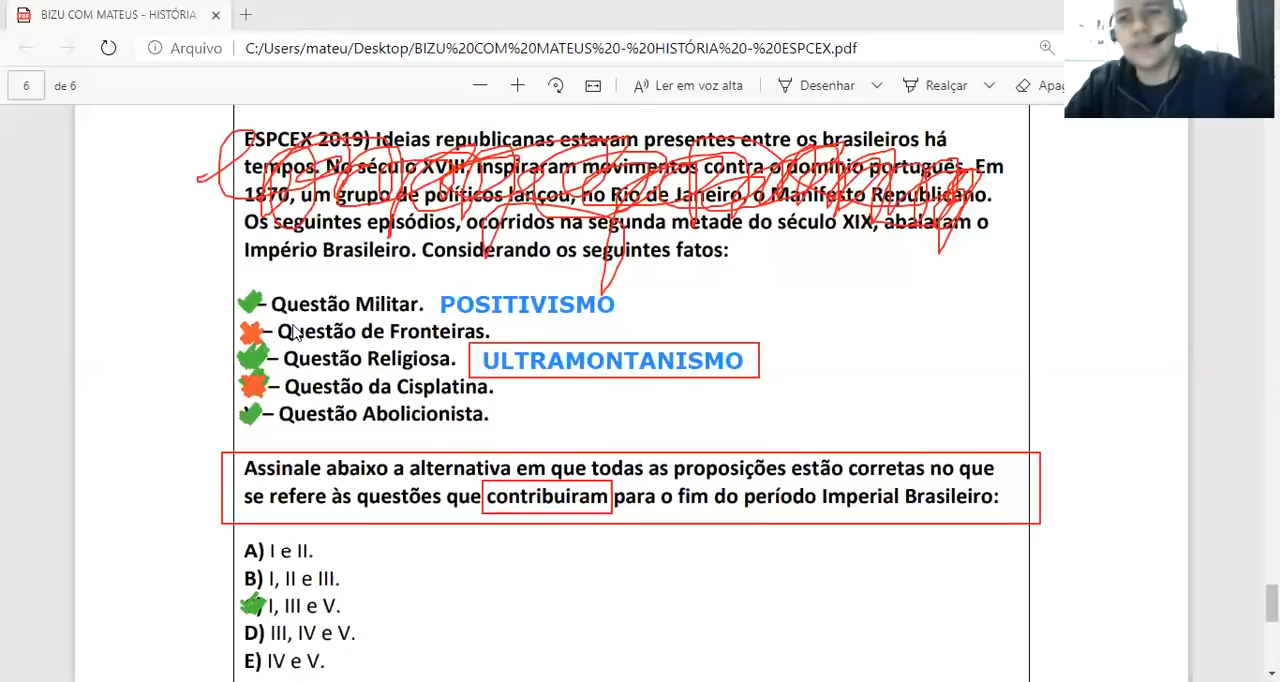 BIZU COM MATEUS - HISTÓRIA
Arquivo C:/Users/mateu/Desktop/BIZU%20COM%20MATEUS%20-%20HISTÓRIA%20-%20ESPCEX.pdf
6 de 6 Ler em voz alta Desenhar Realçar Apag
ESPCEX 2019) Ideias republicanas estavam presentes entre os brasileiros há
tempos. No século XVIII, inspiraram movimentos contra o domínio português. Em
1870, um grupo de políticos lançou, no Rio de Janeiro, o Manifesto Republicano.
Os seguintes episódios, ocorridos na segunda metade do século XIX, abalaram o
Império Brasileiro. Considerando os seguintes fatos:
– Questão Militar. POSITIVISMO
– Questão de Fronteiras.
– Questão Religiosa. ULTRAMONTANISMO
– Questão da Cisplatina.
– Questão Abolicionista.
Assinale abaixo a alternativa em que todas as proposições estão corretas no que
se refere às questões que contribuiram para o fim do período Imperial Brasileiro:
A) I e II.
B) I, II e III.
I, III e V.
D) III, IV e V.
E) IV e V.